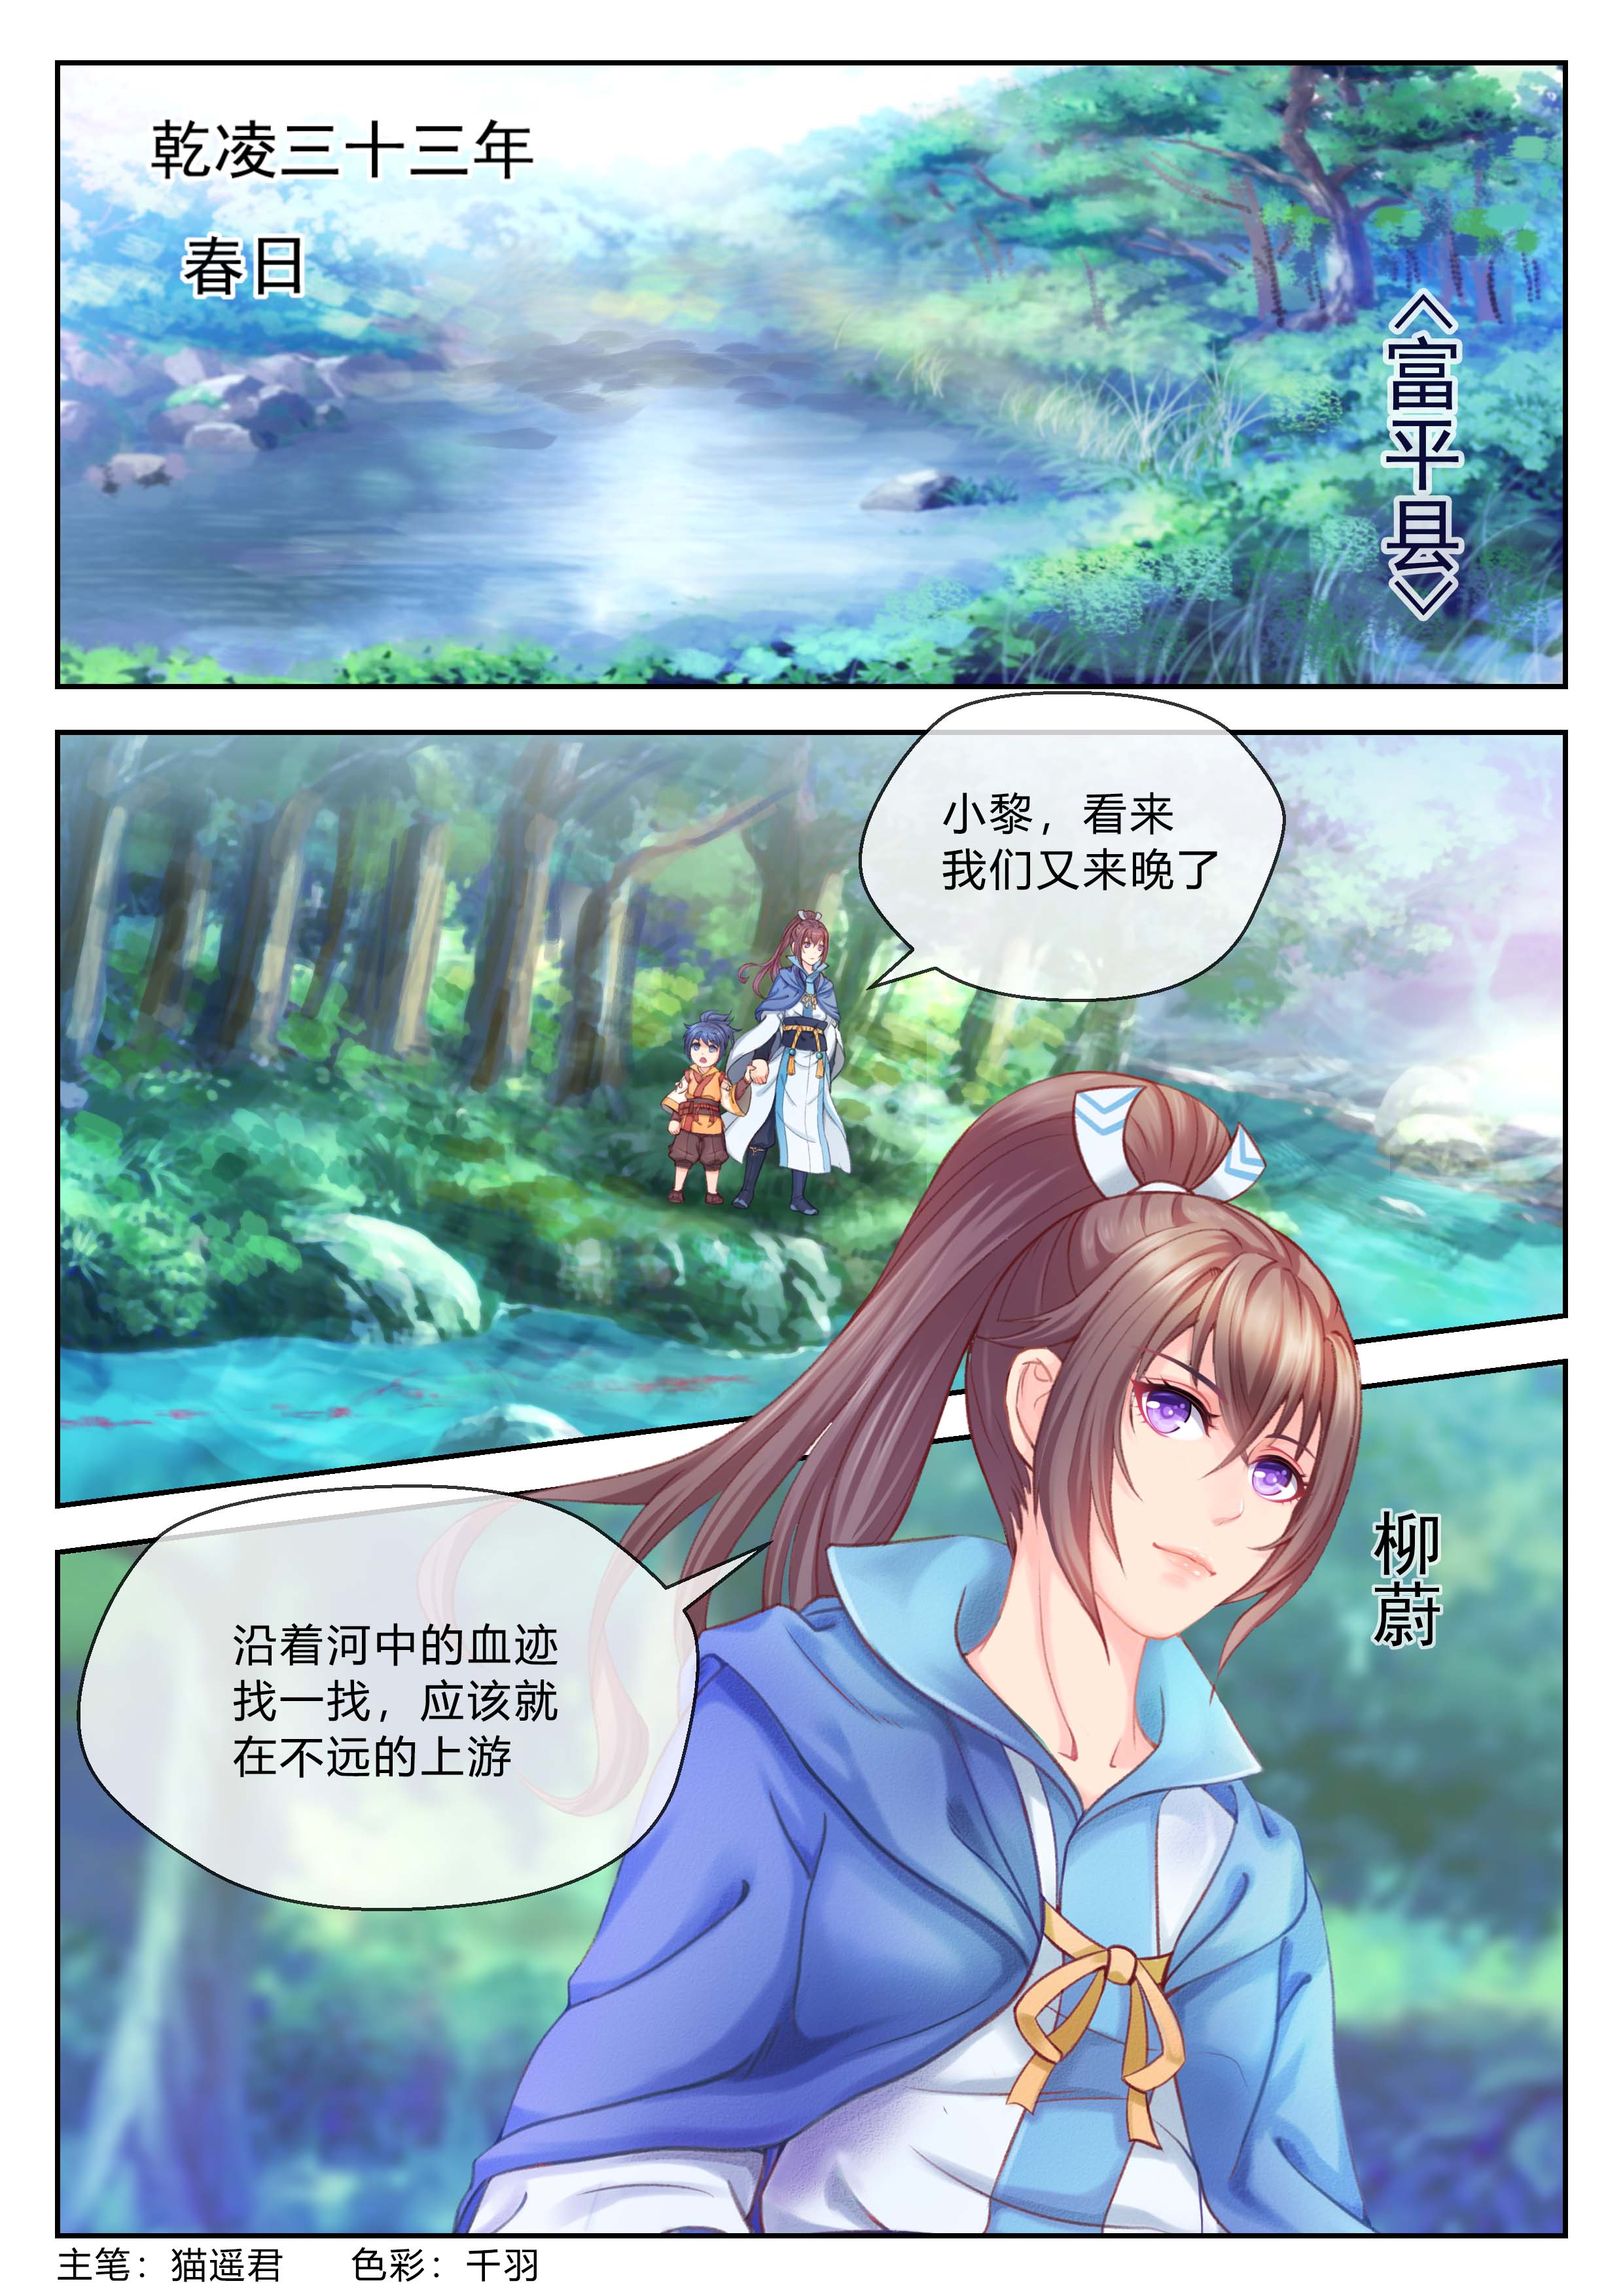 乾凌三十三年
春日
《富平县》
小黎，看来
我们又来晚了
柳蔚
沿着河中的血迹
找一找，应该就
在不远的上游
主笔：猫遥君　　色彩：千羽